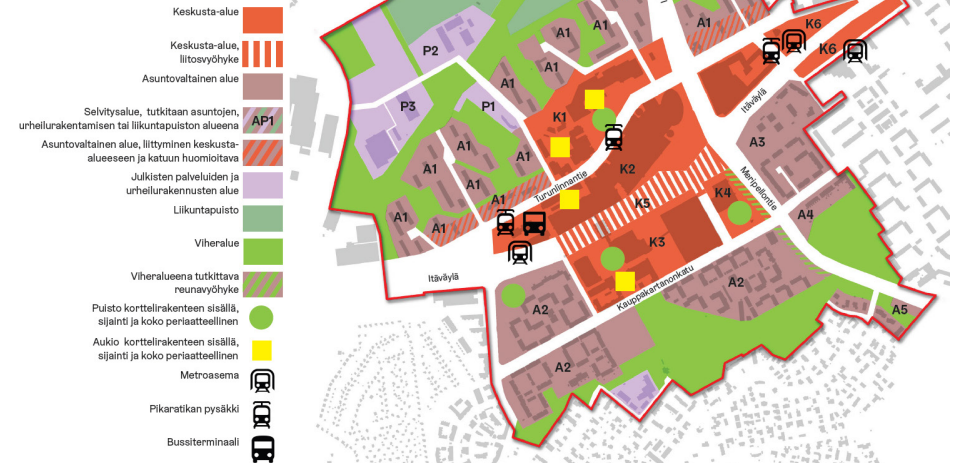 Keskusta-alue
Keskusta-alue,
liitosvyöhyke
Asuntovaltainen alue
Selvitysalue, tutkitaan asuntojen,
urheilurakentamisen tai liikuntapuiston alueena
AP1
Asuntovaltainen alue, liittyminen keskusta-
alueeseen ja katuun huomioitava
Julkisten palveluiden ja
urheilurakennusten alue
Liikuntapuisto
Viheralue
Viheralueena tutkittava
reunavyöhyke
Puisto korttelirakenteen sisällä,
sijainti ja koko periaatteellinen
Aukio korttelirakenteen sisällä,
sijainti ja koko periaatteellinen
Metroasema
Pikaratikan pysäkki
Bussiterminaali
A1
A1
K6
P2
K6
A1
A1
Itäväylä
P3
P1
K1
A3
A1
A1
K2
A1
A1
Turunlinnantie
Meripellontie
A1
K5
K4
A1
A1
A4
K3
Itäväylä
Kauppakartanonkatu
A2
A2
A5
A2